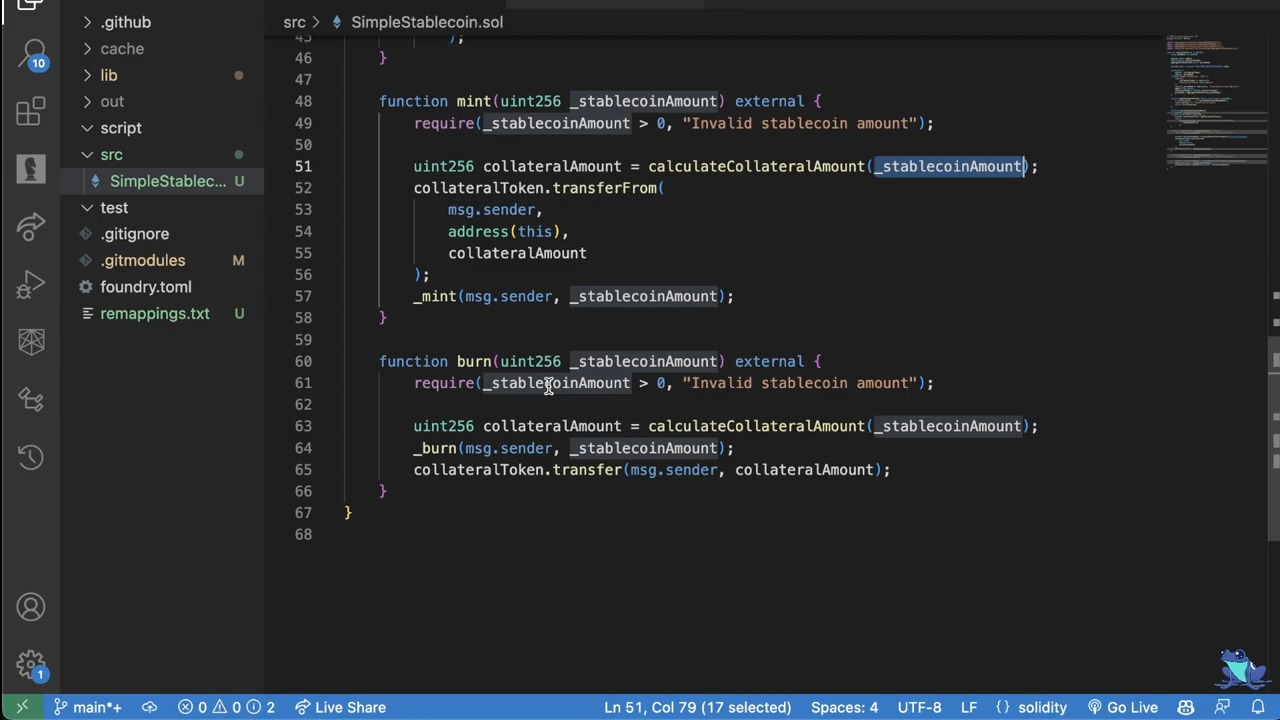 .github
cache
lib
out
script
src
SimpleStablec... U
test
.gitignore
.gitmodules M
foundry.toml
remappings.txt U
10
1
src > SimpleStablecoin.sol
45 );
46 }
47
48 function mint(uint256 _stablecoinAmount) external {
49 require(_stablecoinAmount > 0, "Invalid stablecoin amount");
50
51 uint256 collateralAmount = calculateCollateralAmount(_stablecoinAmount);
52 collateralToken.transferFrom(
53 msg.sender,
54 address(this),
55 collateralAmount
56 );
57 _mint(msg.sender, _stablecoinAmount);
58 }
59
60 function burn(uint256 _stablecoinAmount) external {
61 require(_stablecoinAmount > 0, "Invalid stablecoin amount");
62
63 uint256 collateralAmount = calculateCollateralAmount(_stablecoinAmount);
64 _burn(msg.sender, _stablecoinAmount);
65 collateralToken.transfer(msg.sender, collateralAmount);
66 }
67 }
68
main*+ 0 0 2 Live Share Ln 51, Col 79 (17 selected) Spaces: 4 UTF-8 LF {} solidity Go Live